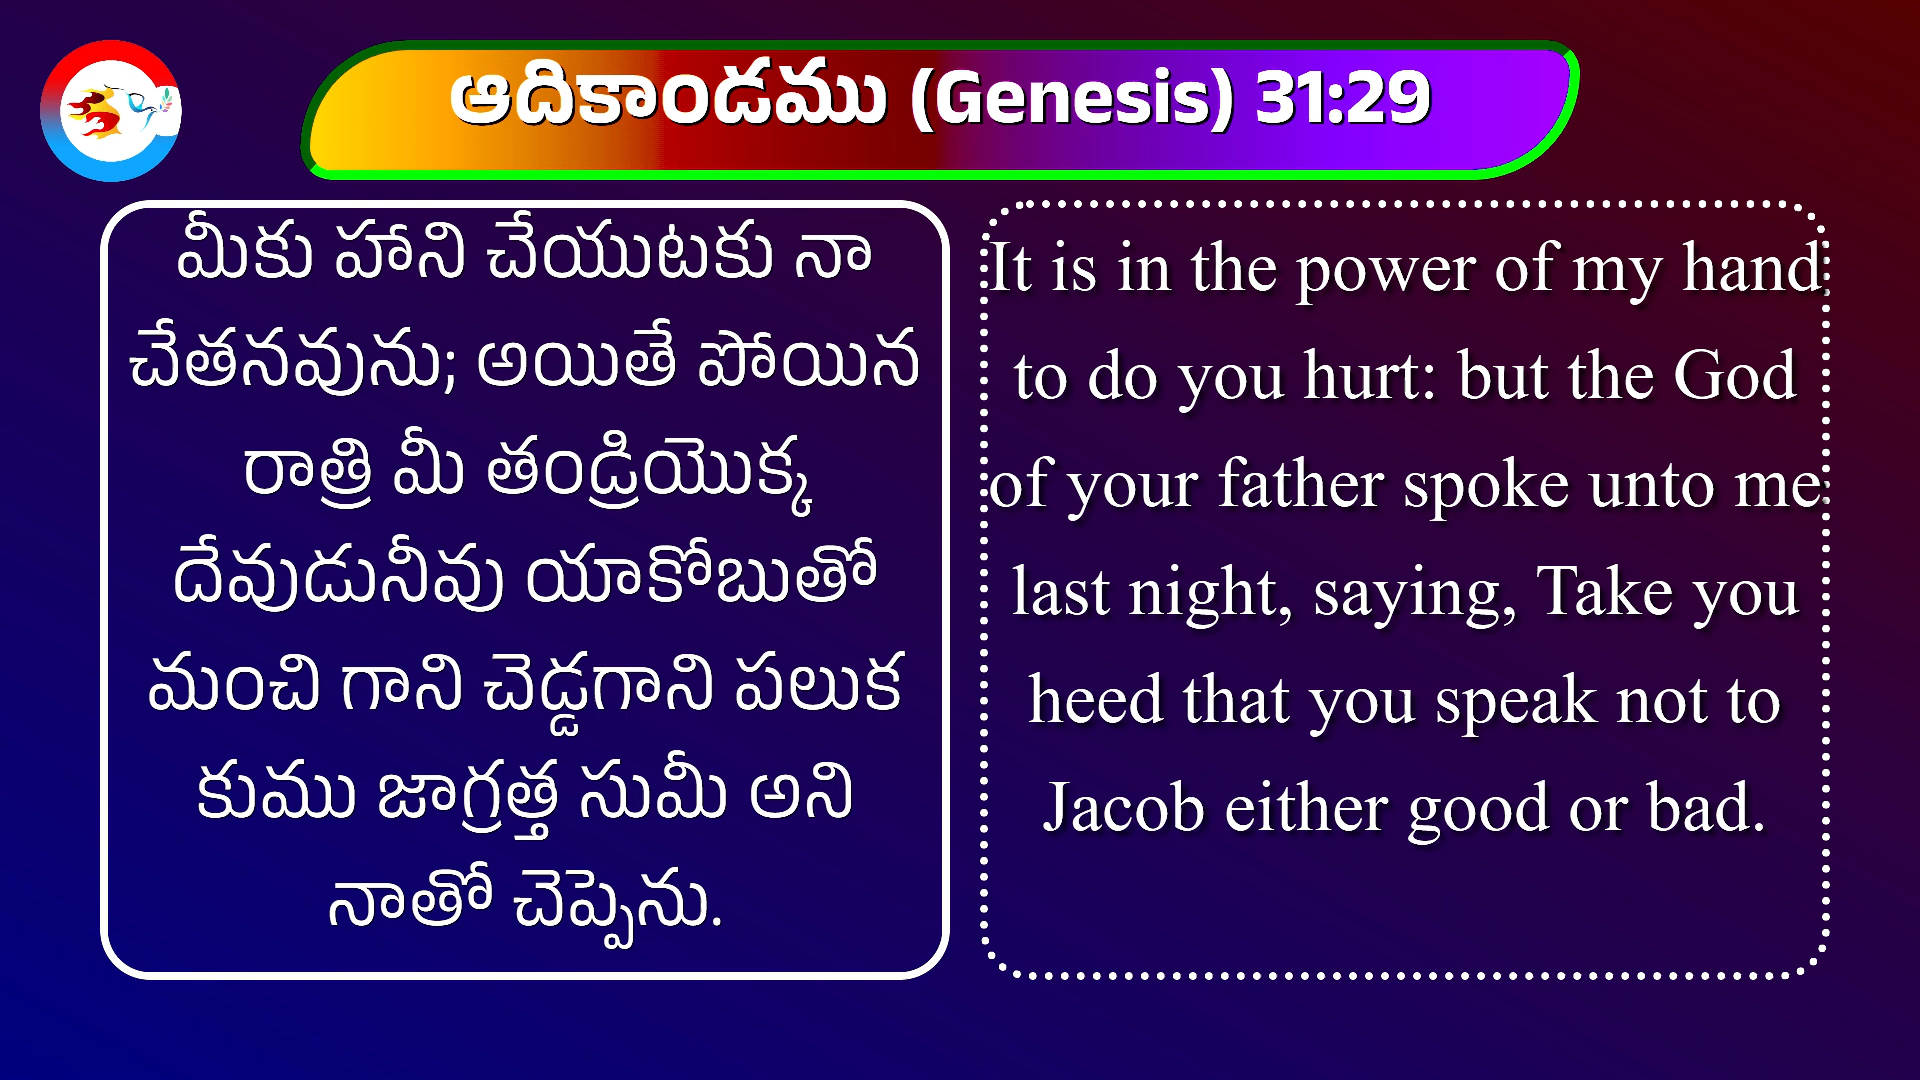 ఆదికాండము (Genesis) 31:29
మీకు హాని చేయుటకు నా
చేతనవును; అయితే పోయిన
రాత్రి మీ తండ్రియొక్క
దేవుడునీవు యాకోబుతో
మంచి గాని చెడ్డగాని పలుక
కుము జాగ్రత్త సుమీ అని
నాతో చెప్పెను.
It is in the power of my hand
to do you hurt: but the God
of your father spoke unto me
last night, saying, Take you
heed that you speak not to
Jacob either good or bad.